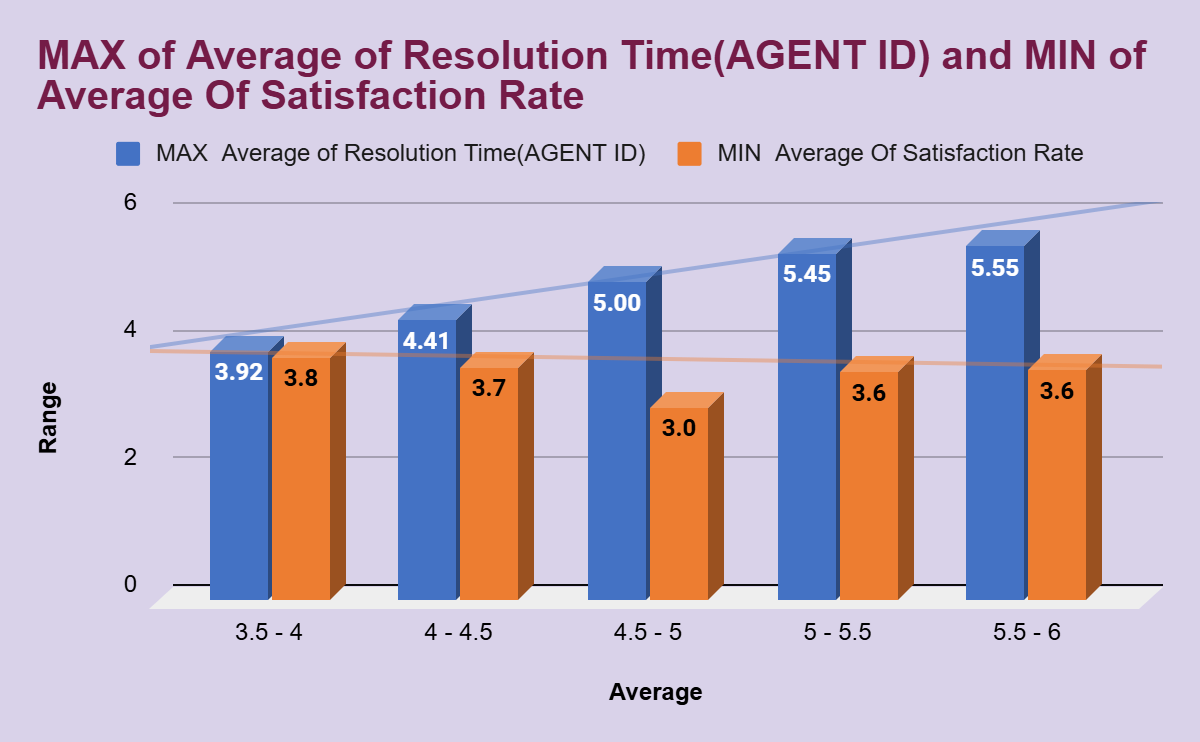 MAX of Average of Resolution Time(AGENT ID) and MIN of
Average Of Satisfaction Rate
MAX Average of Resolution Time(AGENT ID) MIN Average Of Satisfaction Rate
6
4
2
0
Range
3.92 3.8 4.41 3.7 5.00 3.0 5.45 3.6 5.55 3.6
3.5 - 4 4 - 4.5 4.5 - 5 5 - 5.5 5.5 - 6
Average